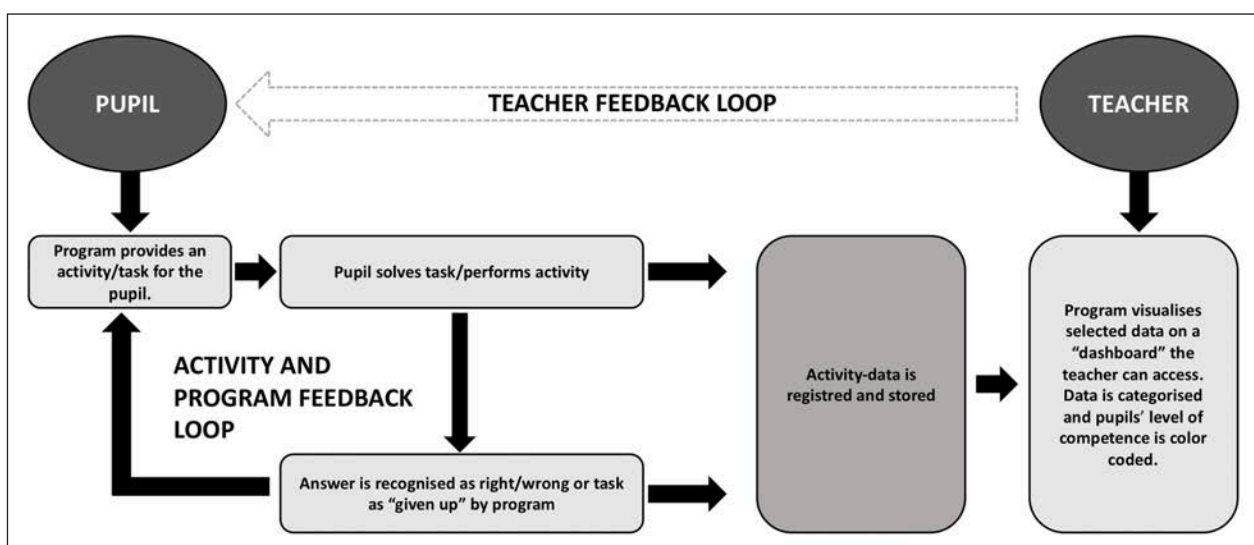 PUPIL
TEACHER FEEDBACK LOOP
TEACHER
Program provides an
activity/task for the
pupil.
Pupil solves task/performs activity
ACTIVITY AND
PROGRAM FEEDBACK
LOOP
Answer is recognised as right/wrong or task
as “given up” by program
Activity-data is
registred and stored
Program visualises
selected data on a
“dashboard” the
teacher can access.
Data is categorised
and pupils’ level of
competence is color
coded.